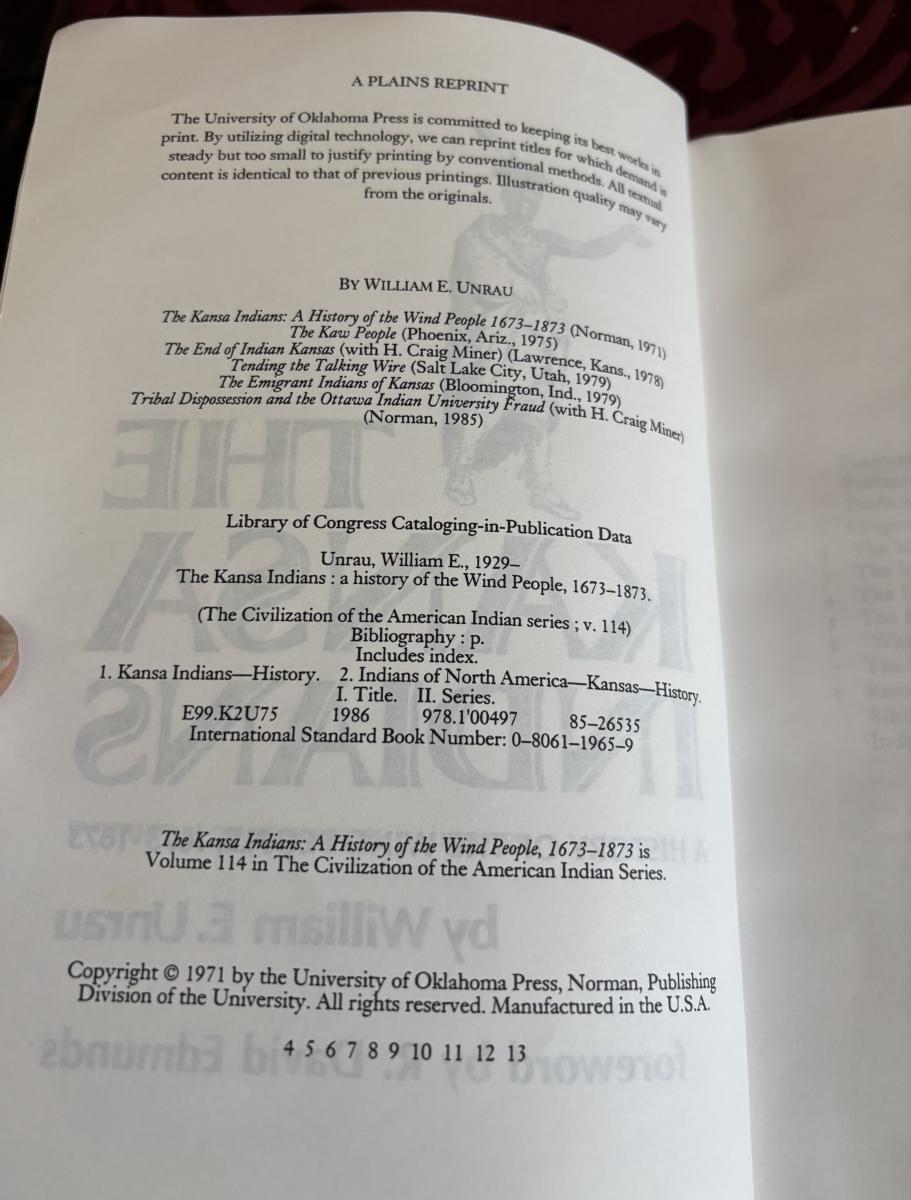 A PLAINS REPRINT
The University of Oklahoma Press is committed to keeping its best works in
print. By utilizing digital technology, we can reprint titles for which demand is
steady but too small to justify printing by conventional methods. All textual
content is identical to that of previous printings. Illustration quality may vary
from the originals.
BY WILLIAM E. UNRAU
The Kansa Indians: A History of the Wind People 1673–1873 (Norman, 1971)
The Kaw People (Phoenix, Ariz., 1975)
The End of Indian Kansas (with H. Craig Miner) (Lawrence, Kans., 1978)
Tending the Talking Wire (Salt Lake City, Utah, 1979)
The Emigrant Indians of Kansas (Bloomington, Ind., 1979)
Tribal Dispossession and the Ottawa Indian University Fraud (with H. Craig Miner)
(Norman, 1985)
Library of Congress Cataloging-in-Publication Data
Unrau, William E., 1929–
The Kansa Indians : a history of the Wind People, 1673–1873.
(The Civilization of the American Indian series ; v. 114)
Bibliography : p.
Includes index.
1. Kansa Indians—History. 2. Indians of North America—Kansas—History.
I. Title. II. Series.
E99.K2U75 1986 978.1'00497 85–26535
International Standard Book Number: 0–8061–1965–9
The Kansa Indians: A History of the Wind People, 1673–1873 is
Volume 114 in The Civilization of the American Indian Series.
Copyright © 1971 by the University of Oklahoma Press, Norman, Publishing
Division of the University. All rights reserved. Manufactured in the U.S.A.
4 5 6 7 8 9 10 11 12 13